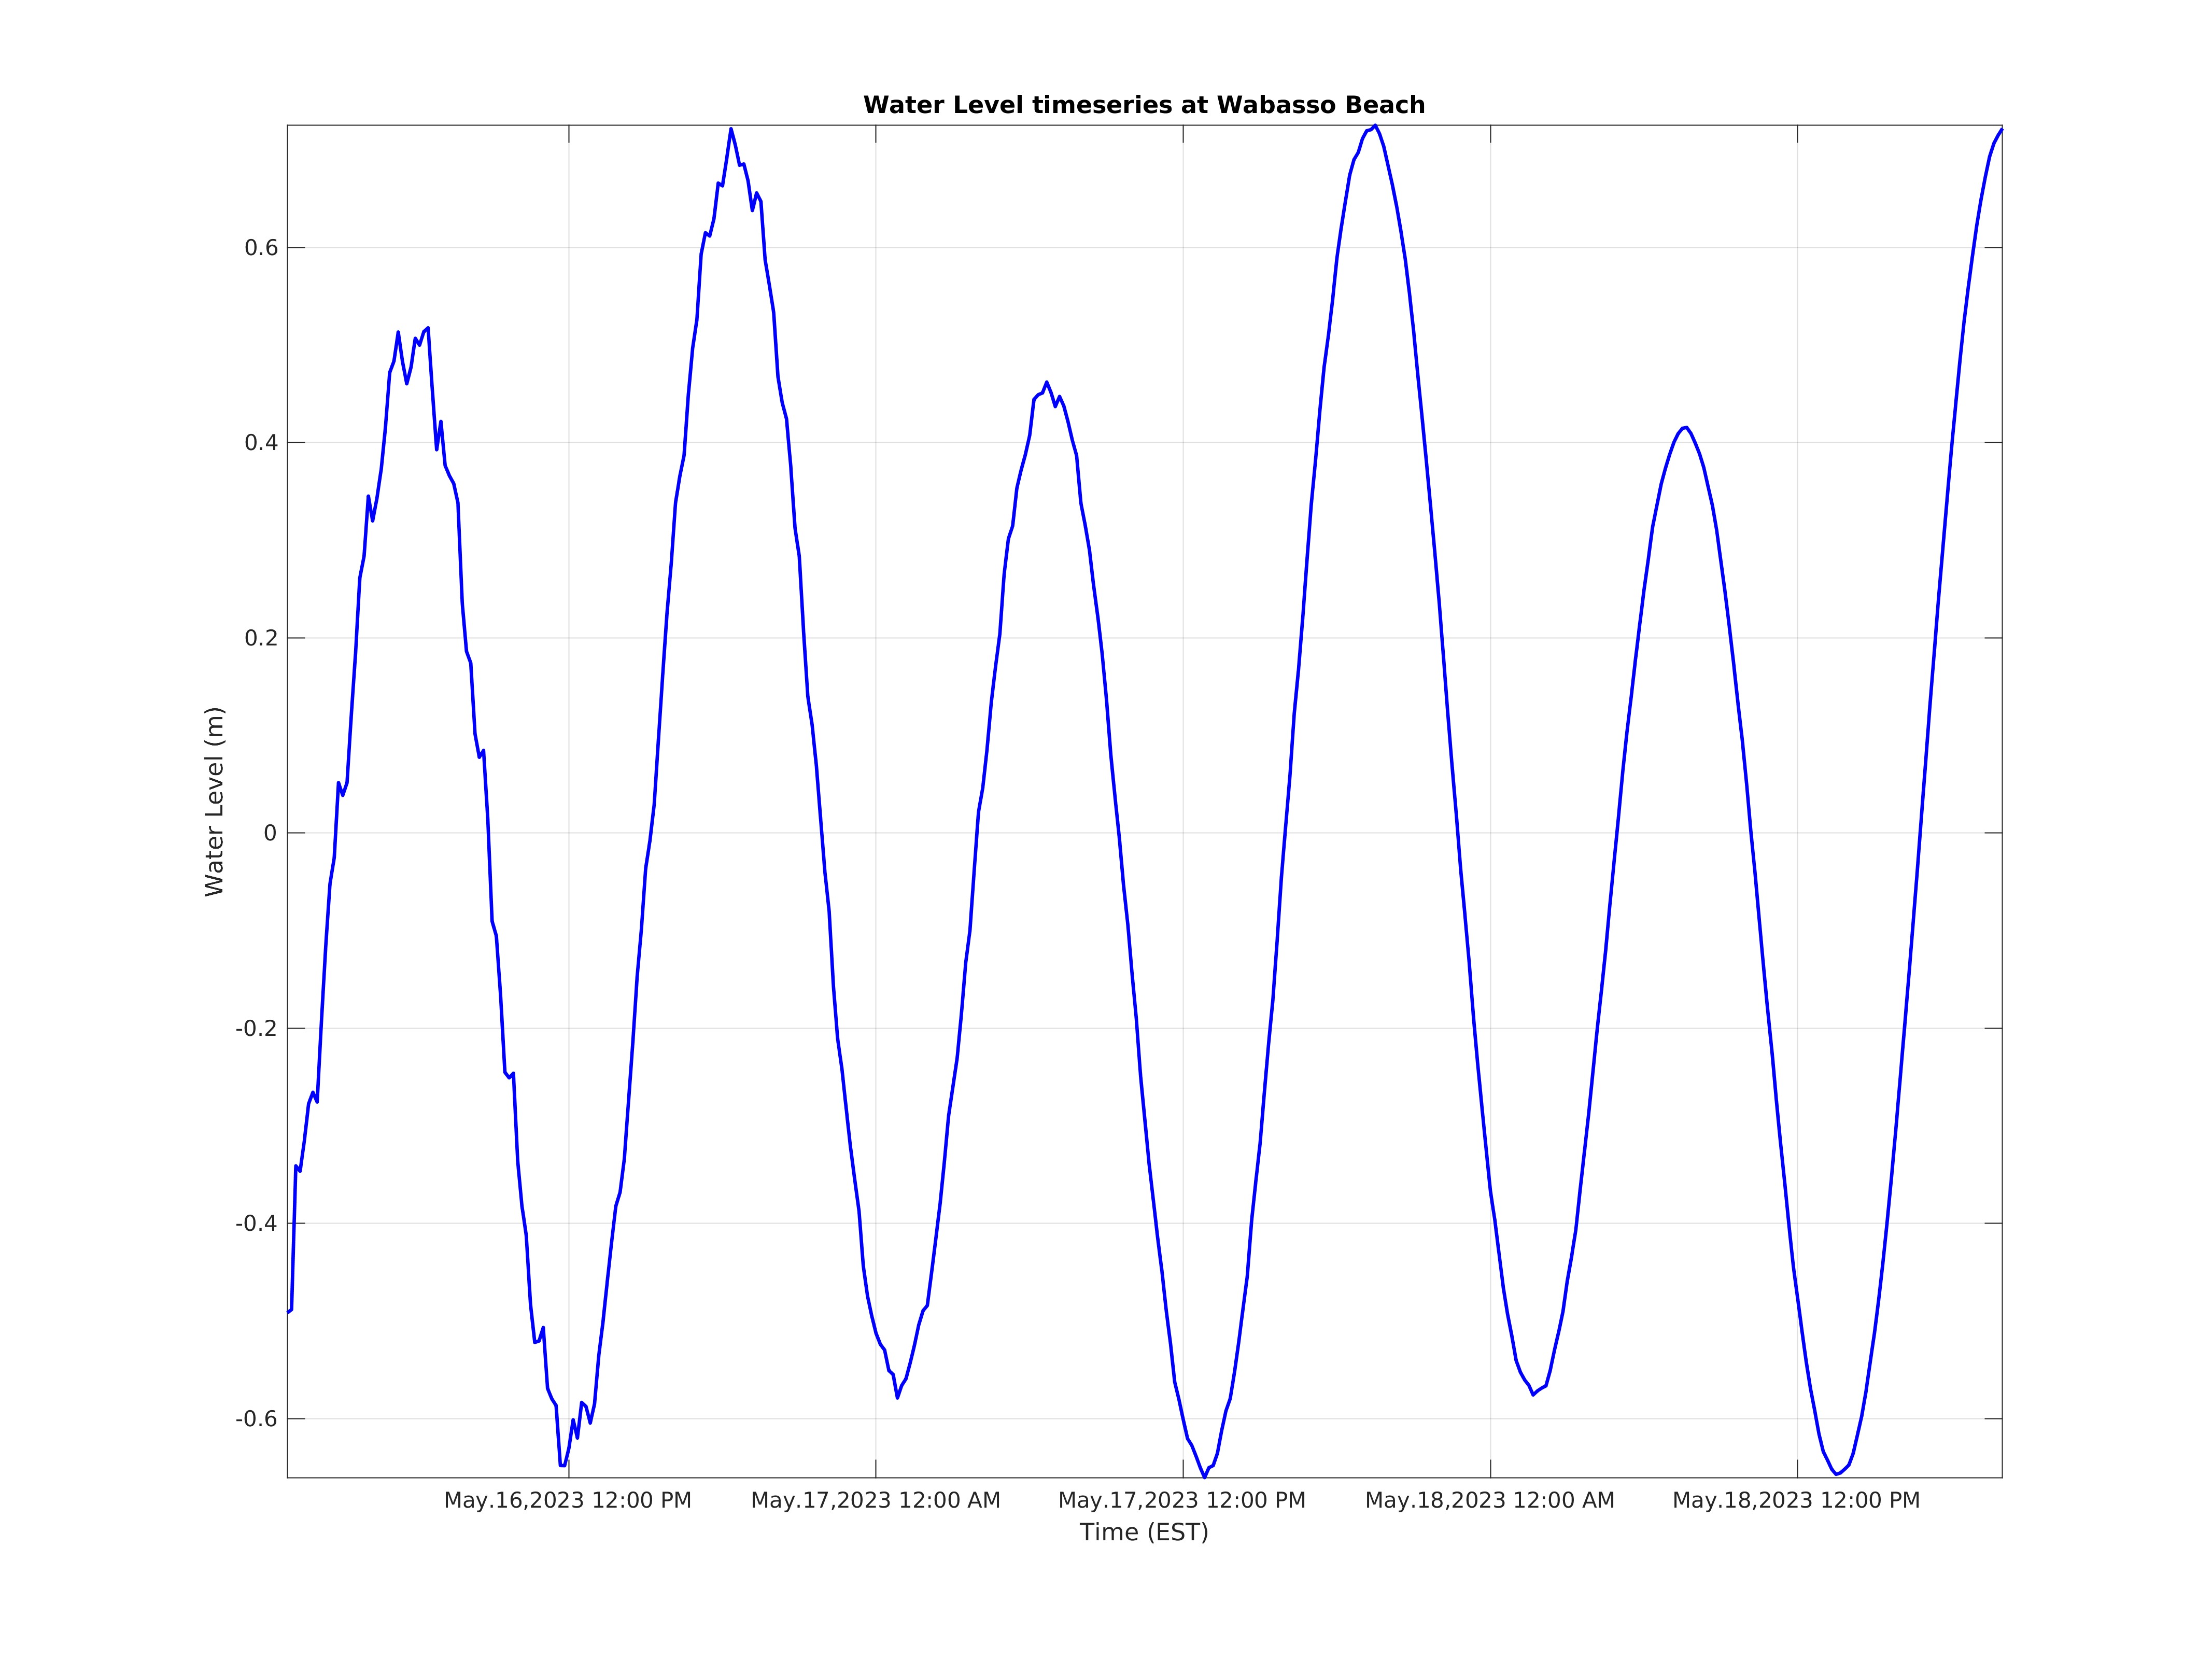 Water Level timeseries at Wabasso Beach
Water Level (m)
0.6
0.4
0.2
0
-0.2
-0.4
-0.6
May.16,2023 12:00 PM
May.17,2023 12:00 AM
May.17,2023 12:00 PM
May.18,2023 12:00 AM
May.18,2023 12:00 PM
Time (EST)